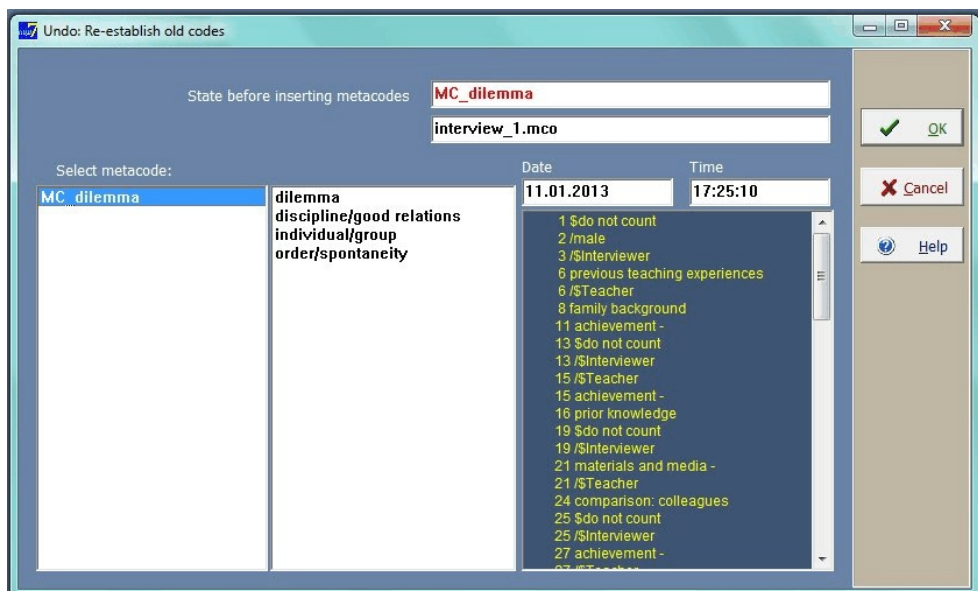 Undo: Re-establish old codes
State before inserting metacodes
MC_dilemma
interview_1.mco
OK
Select metacode:
Date
Time
MC_dilemma
dilemma
discipline/good relations
individual/group
order/spontaneity
11.01.2013
17:25:10
Cancel
Help
1 $do not count
2 /male
3 /$Interviewer
6 previous teaching experiences
6 /$Teacher
8 family background
11 achievement -
13 $do not count
13 /$Interviewer
15 /$Teacher
15 achievement -
16 prior knowledge
19 $do not count
19 /$Interviewer
21 materials and media -
21 /$Teacher
24 comparison: colleagues
25 $do not count
25 /$Interviewer
27 achievement -